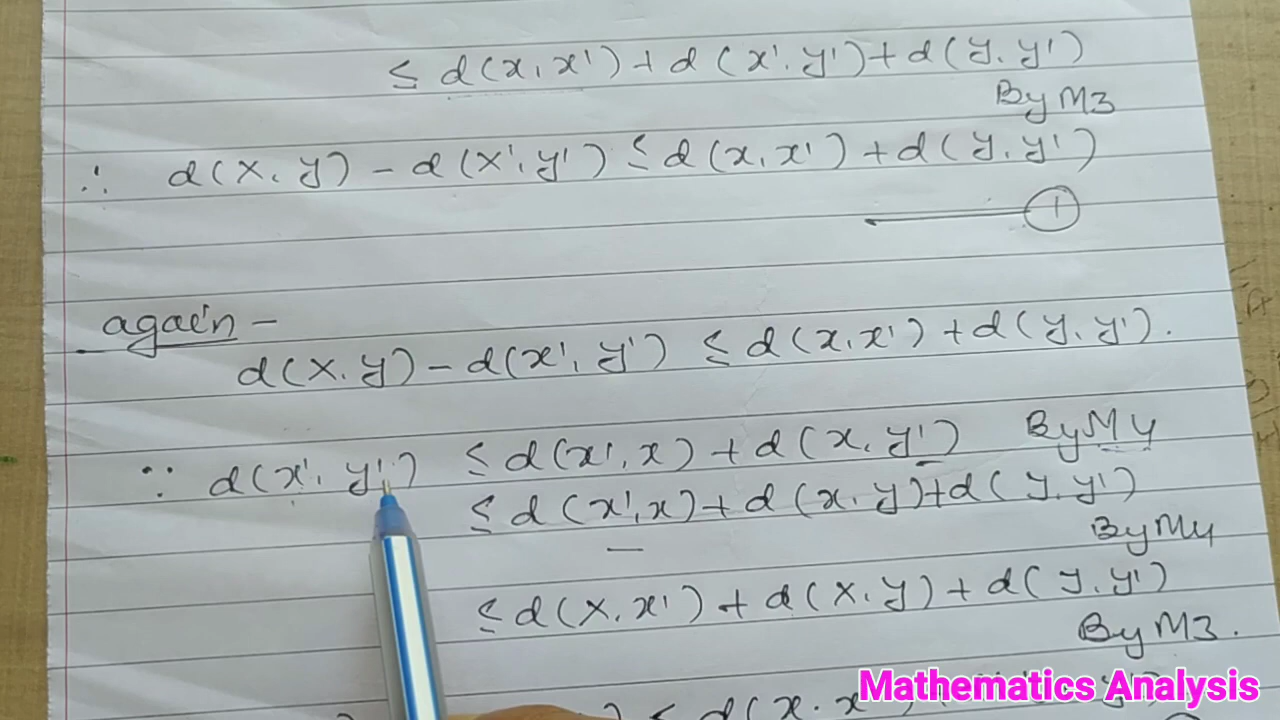 ≤ d(x, x') + d(x', y') + d(y, y')
By M3
∴ d(x, y) - d(x', y') ≤ d(x, x') + d(y, y')
1
again -
d(x, y) - d(x', y') ≤ d(x, x') + d(y, y').
∵ d(x', y') ≤ d(x', x) + d(x, y') By M4
≤ d(x', x) + d(x, y) + d(y, y')
By M4
≤ d(x, x') + d(x, y) + d(y, y')
By M3.
≤ d(x, x'
Mathematics Analysis